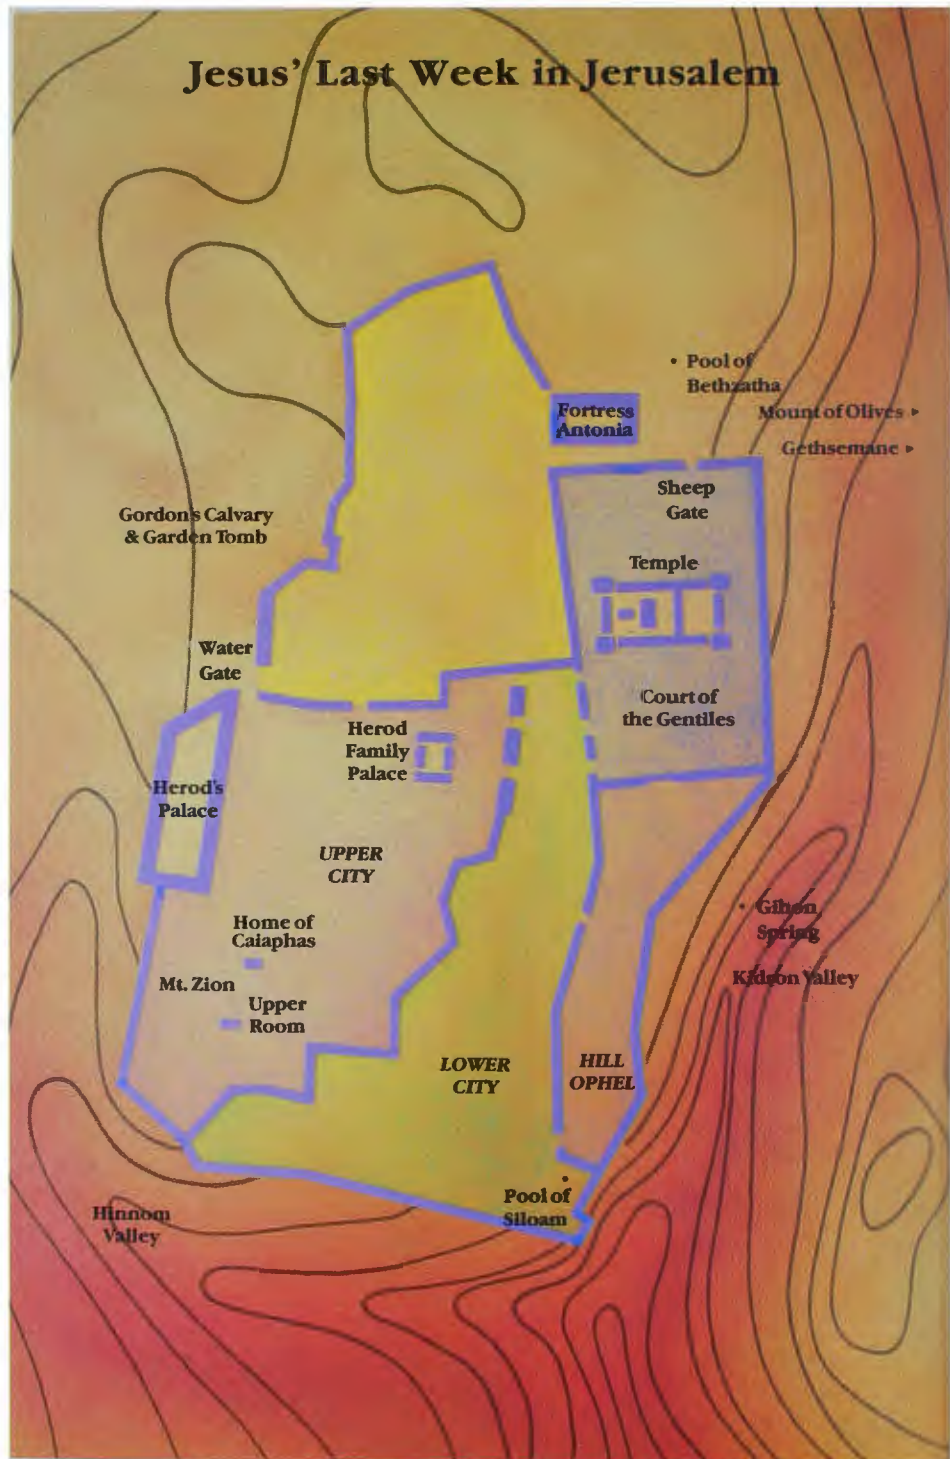 Jesus' Last Week in Jerusalem
Pool of
Bethzatha
Fortress
Antonia
Mount of Olives
Gethsemane
Sheep
Gate
Gordon's Calvary
& Garden Tomb
Temple
Water
Gate
Court of
the Gentiles
Herod
Family
Palace
Herod's
Palace
UPPER
CITY
Home of
Caiaphas
Gihon
Spring
Mt. Zion
Kidron Valley
Upper
Room
LOWER
CITY
HILL
OPHEL
Pool of
Siloam
Hinnom
Valley